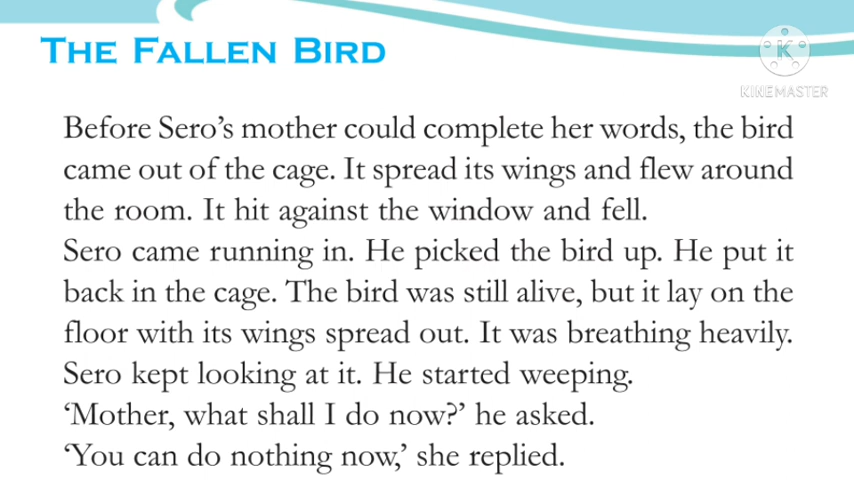 THE FALLEN BIRD
K
KINEMASTER
Before Sero's mother could complete her words, the bird
came out of the cage. It spread its wings and flew around
the room. It hit against the window and fell.
Sero came running in. He picked the bird up. He put it
back in the cage. The bird was still alive, but it lay on the
floor with its wings spread out. It was breathing heavily.
Sero kept looking at it. He started weeping.
‘Mother, what shall I do now?’ he asked.
‘You can do nothing now,’ she replied.